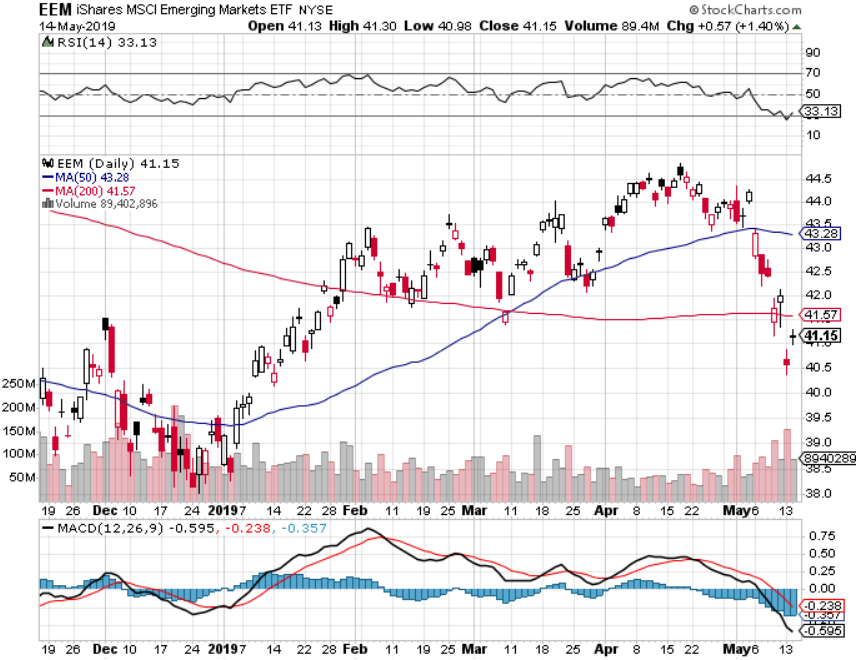 EEM iShares MSCI Emerging Markets ETF NYSE
© StockCharts.com
14-May-2019
Open 41.13 High 41.30 Low 40.98 Close 41.15 Volume 89.4M Chg +0.57 (+1.40%)
RSI(14) 33.13
90
70
50
33.13
10
EEM (Daily) 41.15
MA(50) 43.28
MA(200) 41.57
Volume 89,402,896
44.5
44.0
43.5
43.28
43.0
42.5
42.0
41.57
41.15
40.5
40.0
39.5
39.0
8940289
38.5
38.0
250M
200M
150M
100M
50M
19 26 Dec 10 17 24 2019 7 14 22 28 Feb 11 19 25 Mar 11 18 25 Apr 8 15 22 May 6 13
MACD(12,26,9) -0.595, -0.238, -0.357
0.75
0.50
0.25
0.00
-0.238
-0.357
-0.595
19 26 Dec 10 17 24 2019 7 14 22 28 Feb 11 19 25 Mar 11 18 25 Apr 8 15 22 May 6 13